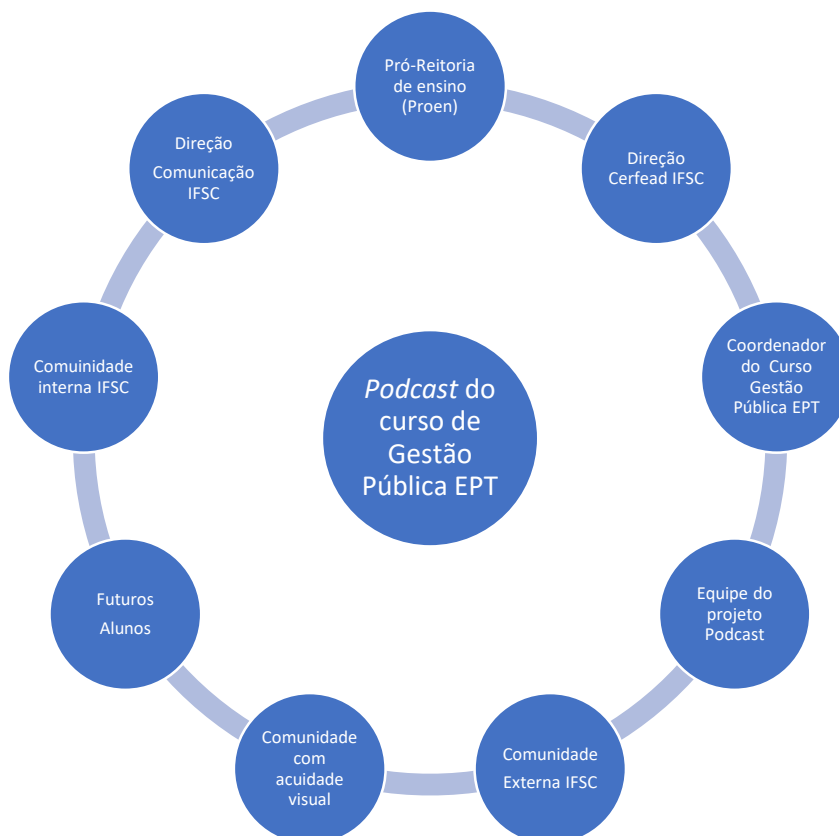 Pró-Reitoria
de ensino
(Proen)
Direção
Cerfead IFSC
Coordenador
do Curso
Gestão
Pública EPT
Equipe do
projeto
Podcast
Comunidade
Externa IFSC
Comunidade
com
acuidade
visual
Futuros
Alunos
Comuinidade
interna IFSC
Direção
Comunicação
IFSC
Podcast do
curso de
Gestão
Pública EPT